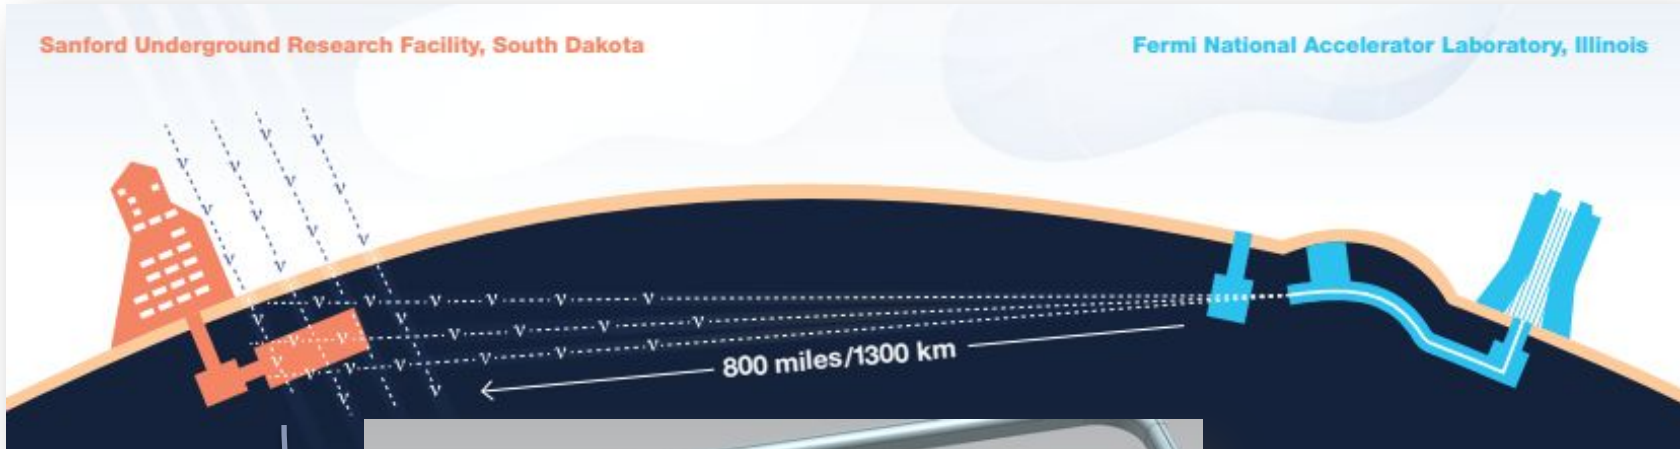 Sanford Underground Research Facility, South Dakota
Fermi National Accelerator Laboratory, Illinois
ν ν ν ν
ν ν ν ν
ν ν ν ν
ν ν ν ν
ν ν ν ν ν ν
ν ν ν ν ν ν ν
ν ν ν ν ν ν ν
ν ν
800 miles/1300 km